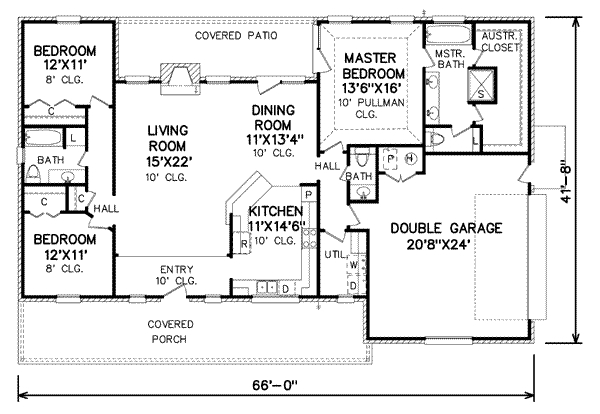 COVERED PATIO
BEDROOM
12'X11'
8' CLG.
C
L
BATH
C
C
HALL
BEDROOM
12'X11'
8' CLG.
LIVING
ROOM
15'X22'
10' CLG.
DINING
ROOM
11'X13'4"
10' CLG.
MASTER
BEDROOM
13'6"X16'
10' PULLMAN
CLG.
MSTR.
BATH
AUSTR.
CLOSET
S
L
HALL
BATH
P
H
KITCHEN
11'X14'6"
10' CLG.
P
R
D
UTIL.
W
D
ENTRY
10' CLG.
DOUBLE GARAGE
20'8"X24'
COVERED
PORCH
41'-8"
66'-0"